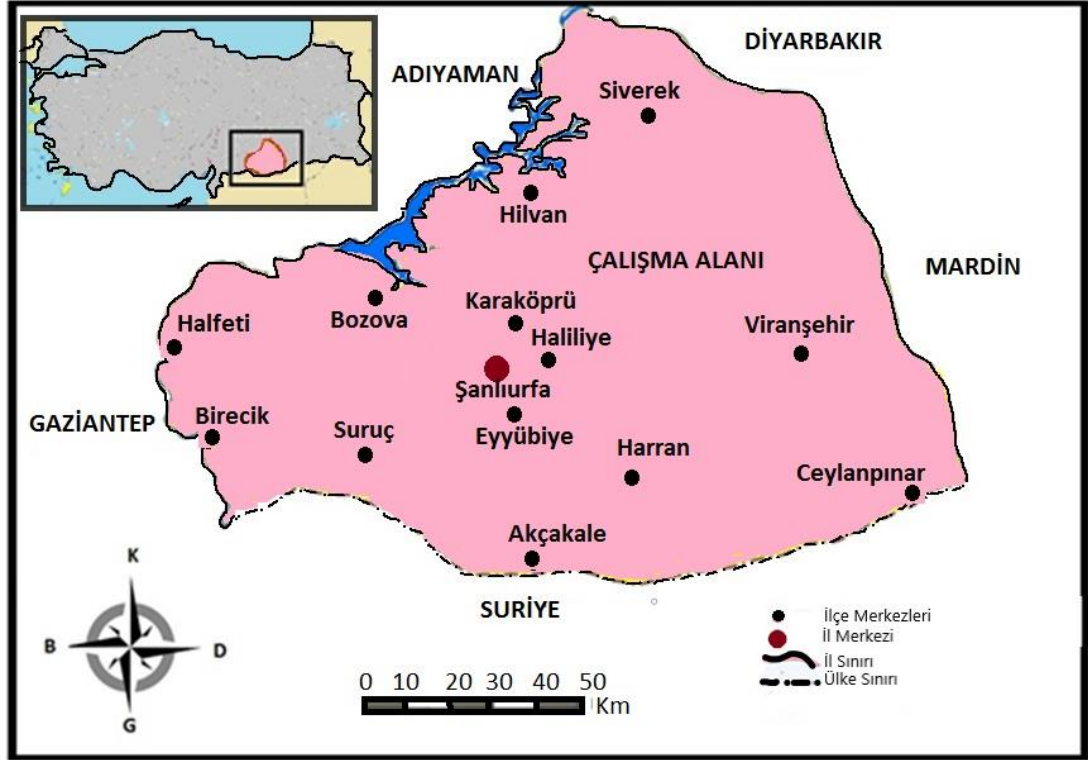 DİYARBAKIR
ADIYAMAN
Siverek
Hilvan
ÇALIŞMA ALANI
MARDİN
Karaköprü
Bozova
Halfeti
Haliliye
Viranşehir
Şanlıurfa
GAZİANTEP
Birecik
Suruç
Eyyübiye
Harran
Ceylanpınar
Akçakale
SURİYE
K
B
D
G
0 10 20 30 40 50
Km
İlçe Merkezleri
İl Merkezi
İl Sınırı
Ülke Sınırı